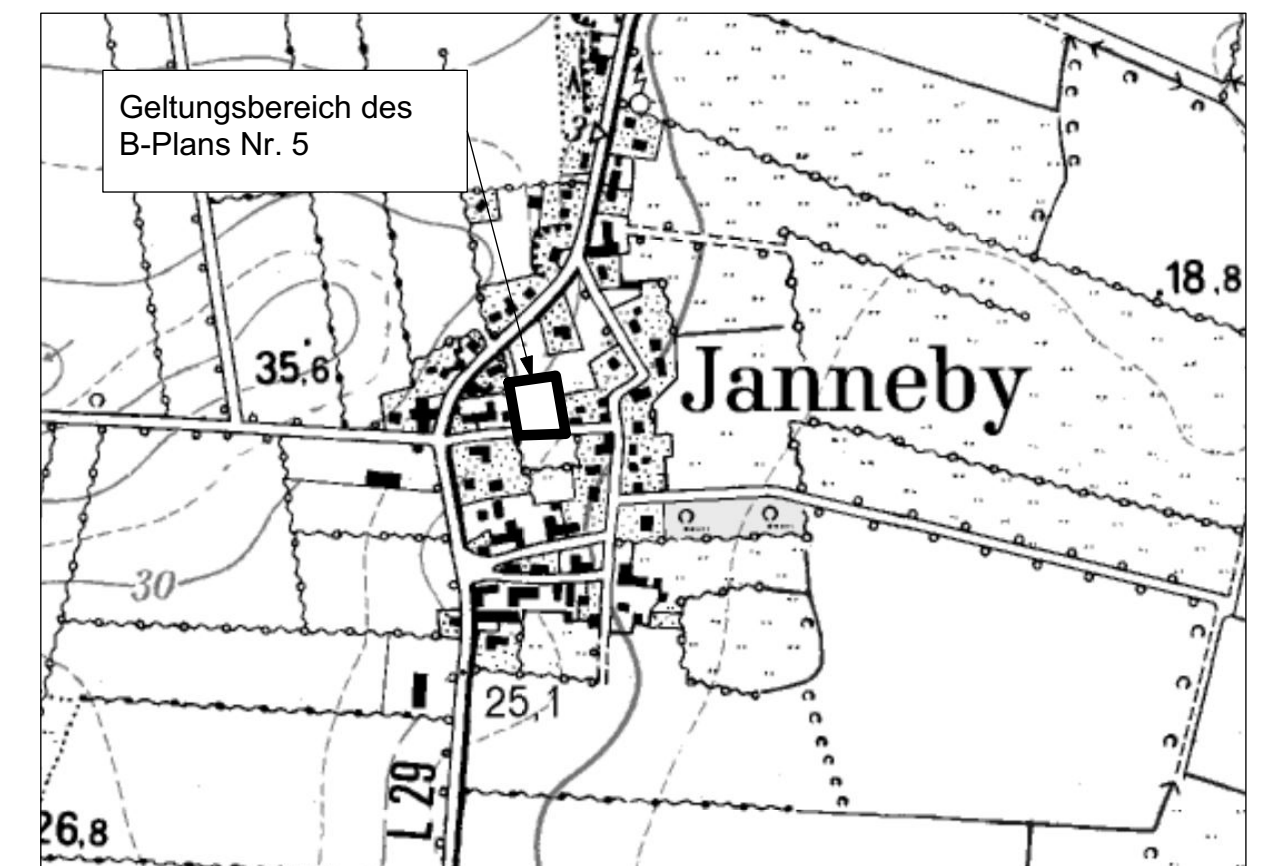 Geltungsbereich des
B-Plans Nr. 5
18,8
35,6
Janneby
30
25,1
L 29
26,8